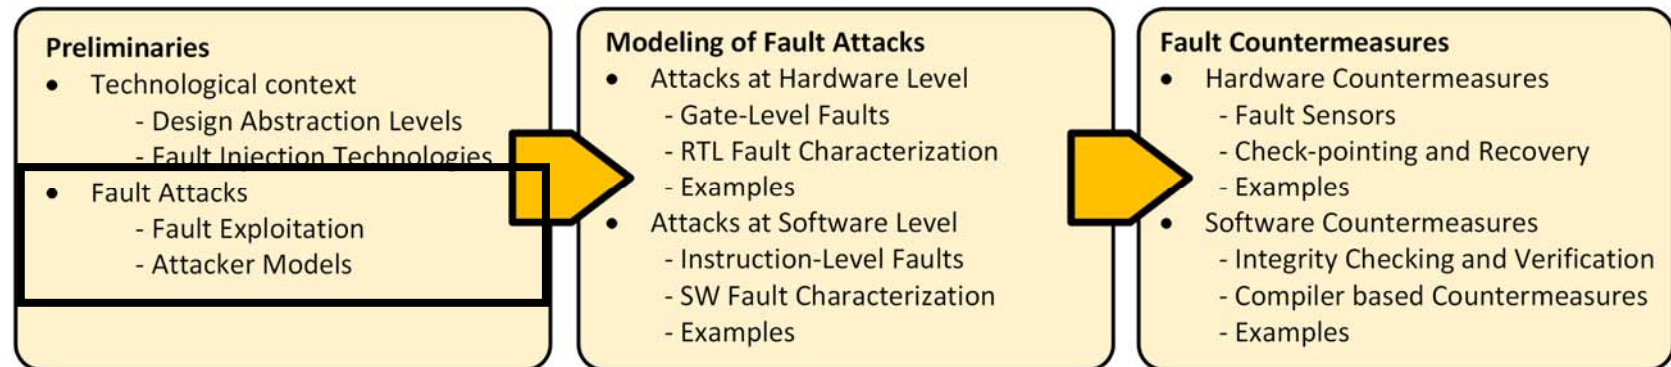 Preliminaries
• Technological context
- Design Abstraction Levels
- Fault Injection Technologies
• Fault Attacks
- Fault Exploitation
- Attacker Models
Modeling of Fault Attacks
• Attacks at Hardware Level
- Gate-Level Faults
- RTL Fault Characterization
- Examples
• Attacks at Software Level
- Instruction-Level Faults
- SW Fault Characterization
- Examples
Fault Countermeasures
• Hardware Countermeasures
- Fault Sensors
- Check-pointing and Recovery
- Examples
• Software Countermeasures
- Integrity Checking and Verification
- Compiler based Countermeasures
- Examples